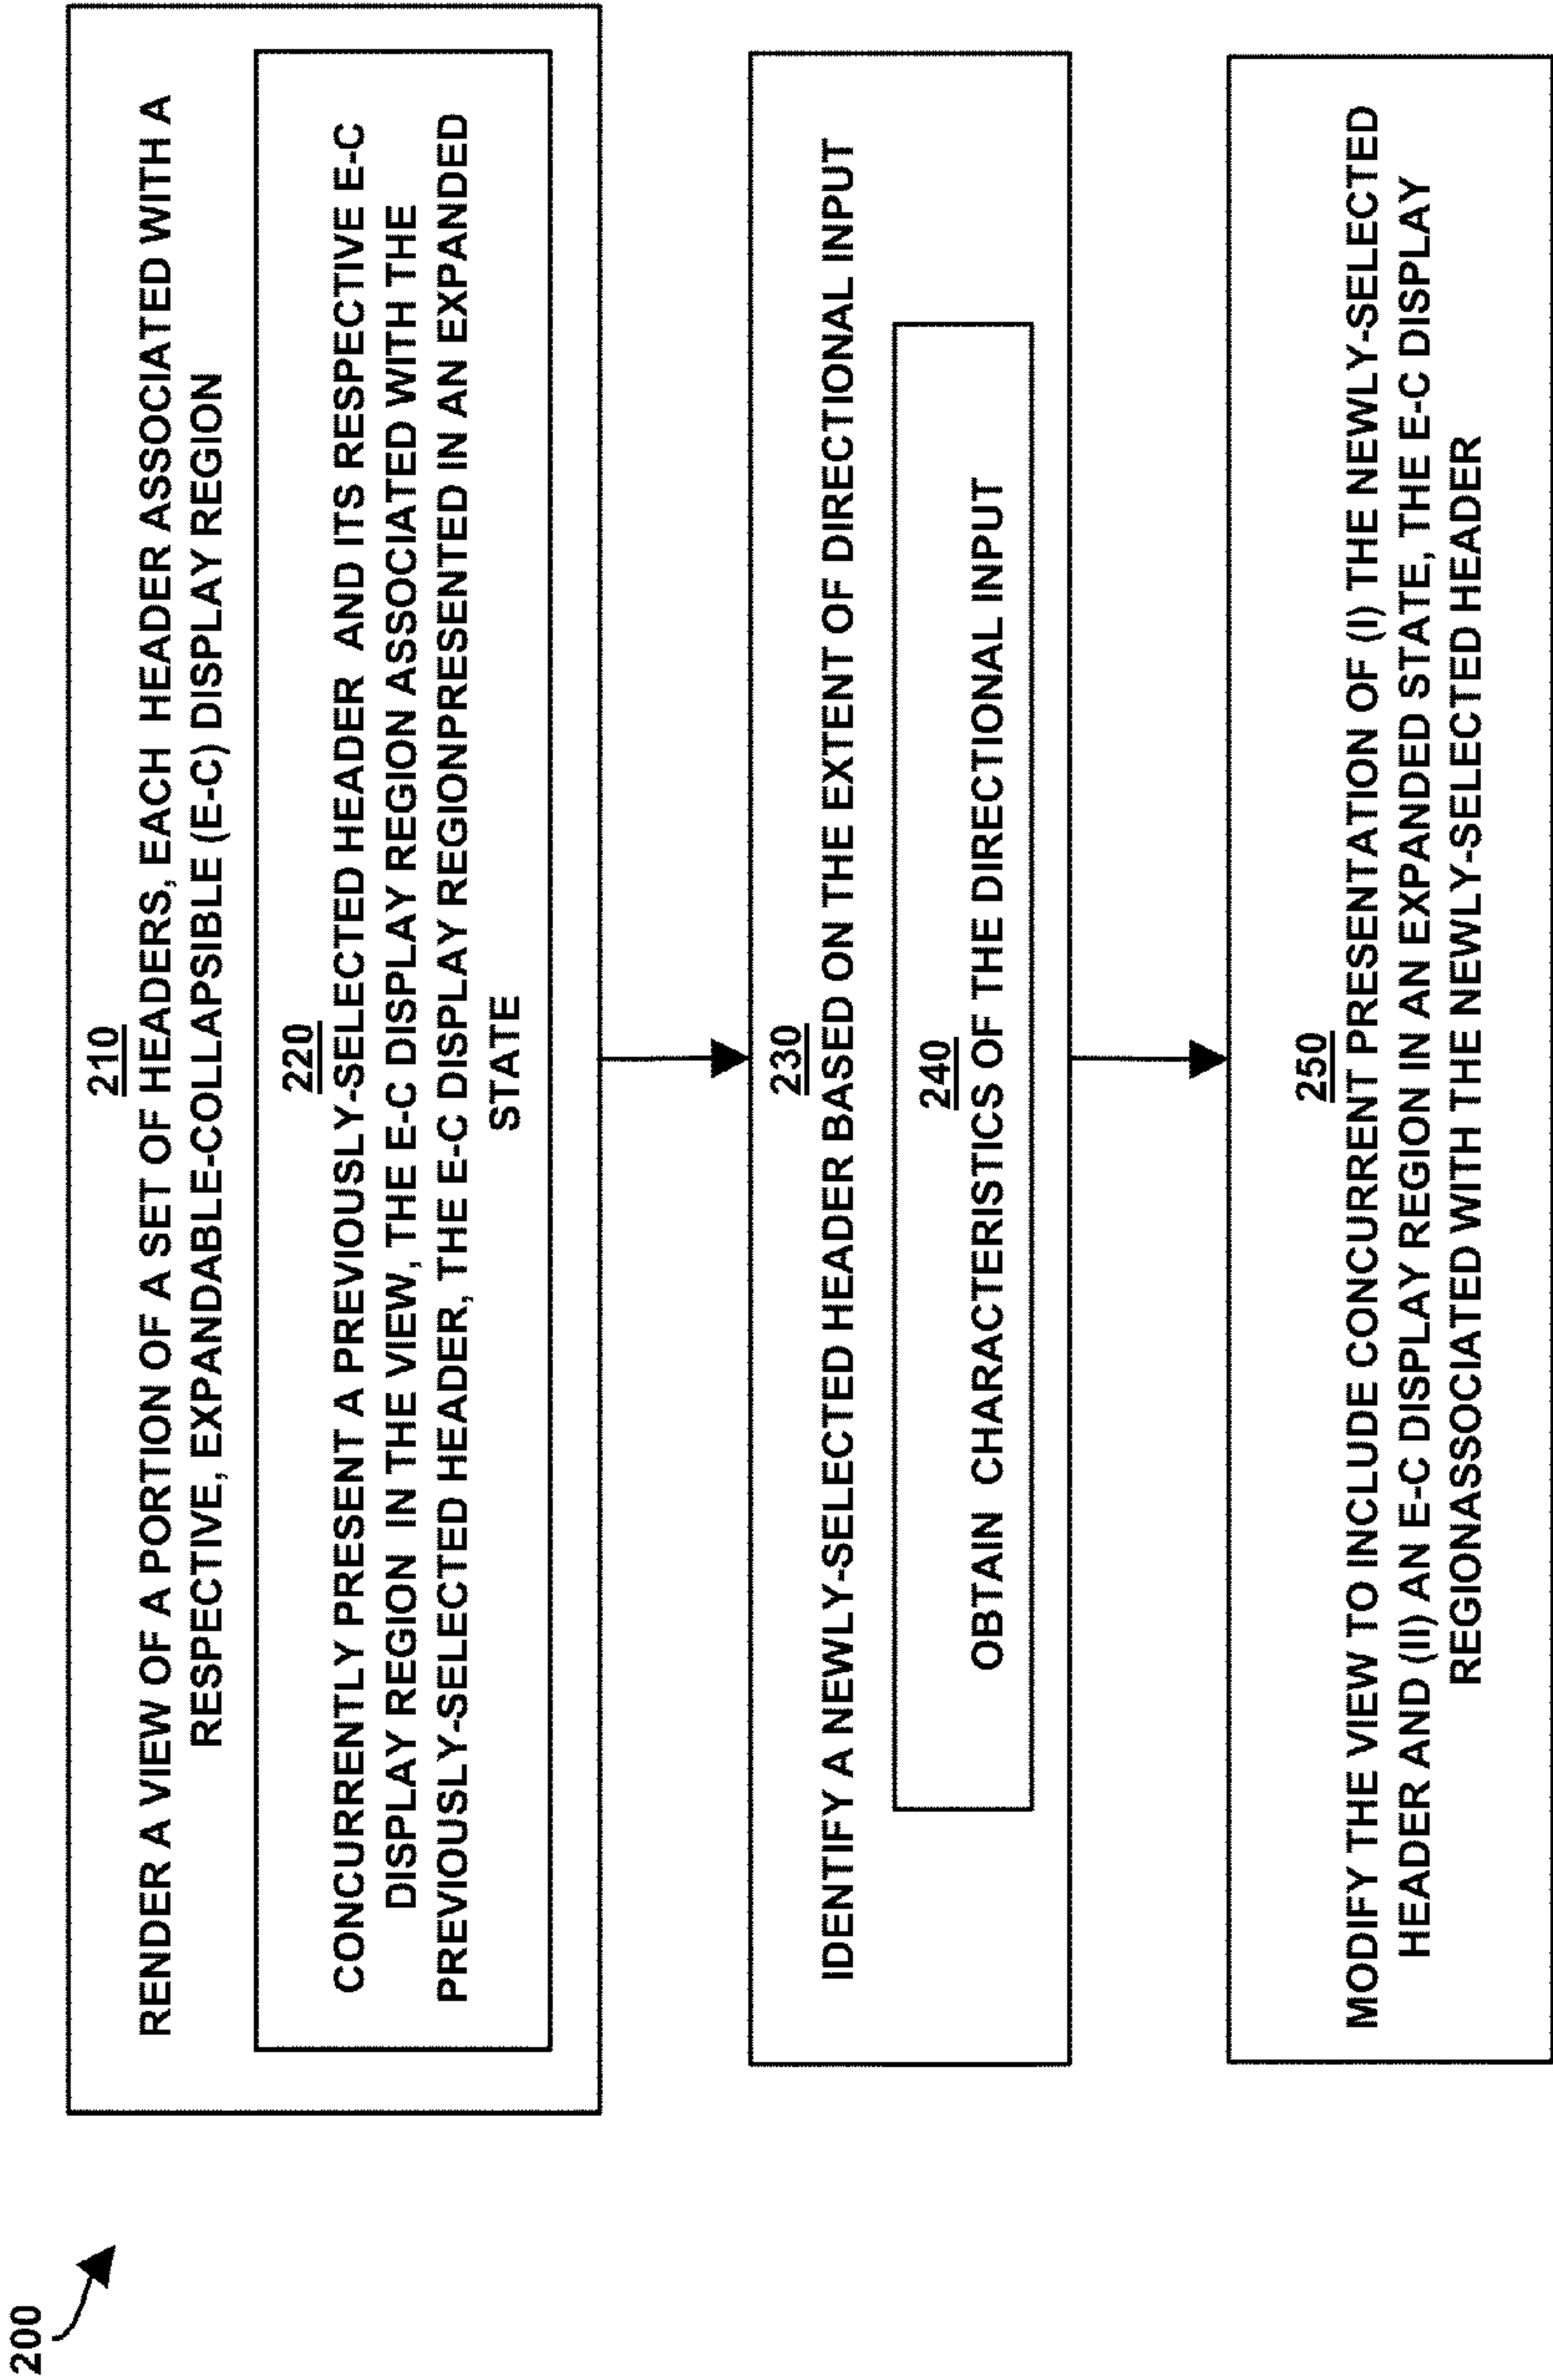 200
210
RENDER A VIEW OF A PORTION OF A SET OF HEADERS, EACH HEADER ASSOCIATED WITH A
RESPECTIVE, EXPANDABLE-COLLAPSIBLE (E-C) DISPLAY REGION
220
CONCURRENTLY PRESENT A PREVIOUSLY-SELECTED HEADER AND ITS RESPECTIVE E-C
DISPLAY REGION IN THE VIEW, THE E-C DISPLAY REGION ASSOCIATED WITH THE
PREVIOUSLY-SELECTED HEADER, THE E-C DISPLAY REGIONPRESENTED IN AN EXPANDED
STATE
230
IDENTIFY A NEWLY-SELECTED HEADER BASED ON THE EXTENT OF DIRECTIONAL INPUT
240
OBTAIN CHARACTERISTICS OF THE DIRECTIONAL INPUT
250
MODIFY THE VIEW TO INCLUDE CONCURRENT PRESENTATION OF (I) THE NEWLY-SELECTED
HEADER AND (II) AN E-C DISPLAY REGION IN AN EXPANDED STATE, THE E-C DISPLAY
REGIONASSOCIATED WITH THE NEWLY-SELECTED HEADER